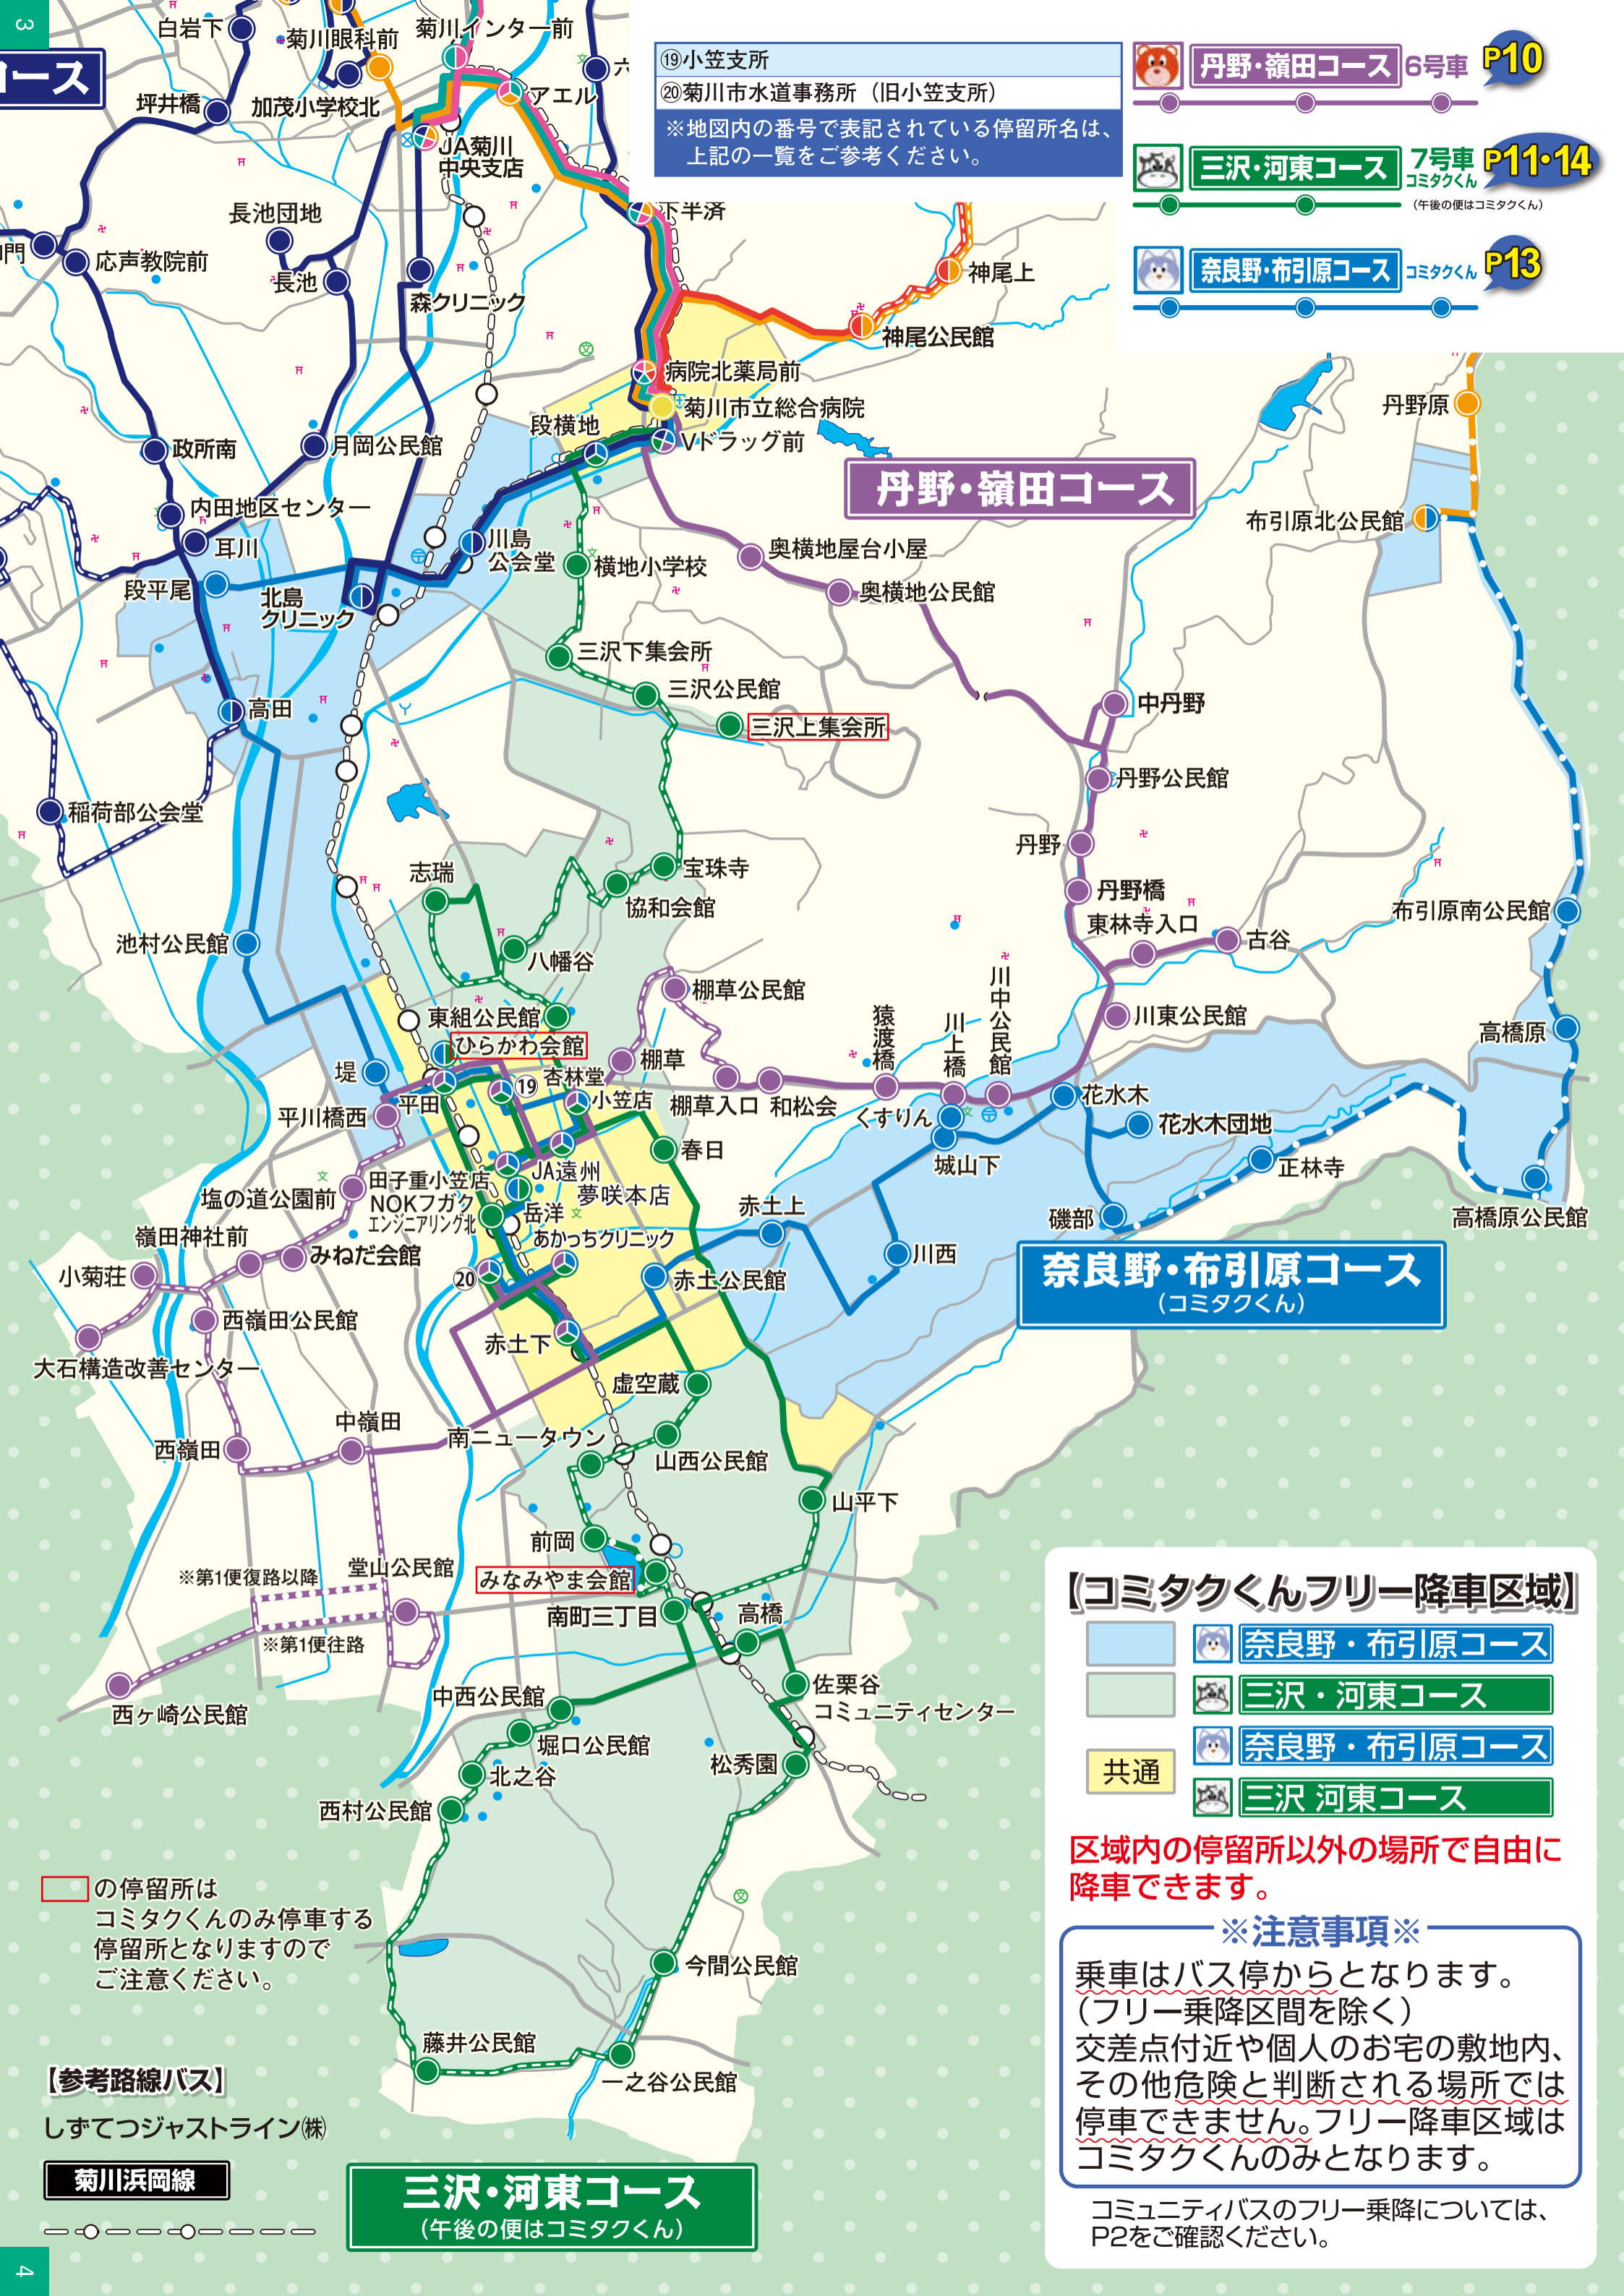 3
コース
⑲小笠支所
⑳菊川市水道事務所（旧小笠支所）
※地図内の番号で表記されている停留所名は、
上記の一覧をご参考ください。
丹野・嶺田コース 6号車 P10
三沢・河東コース 7号車 コミタクくん P11・14
（午後の便はコミタクくん）
奈良野・布引原コース コミタクくん P13
白岩下
菊川眼科前
菊川インター前
坪井橋
加茂小学校北
アエル
六
JA菊川
中央支店
下半済
長池団地
門
応声教院前
長池
森クリニック
神尾上
神尾公民館
病院北薬局前
菊川市立総合病院
Vドラッグ前
段横地
丹野原
政所南
月岡公民館
丹野・嶺田コース
内田地区センター
耳川
川島
公会堂
横地小学校
奥横地屋台小屋
奥横地公民館
布引原北公民館
段平尾
北島
クリニック
三沢下集会所
三沢公民館
三沢上集会所
高田
中丹野
丹野公民館
稲荷部公会堂
丹野
志瑞
宝珠寺
協和会館
丹野橋
東林寺入口
古谷
布引原南公民館
池村公民館
八幡谷
棚草公民館
東組公民館
ひらかわ会館
猿渡橋
川上橋
川中公民館
川東公民館
高橋原
堤
棚草
⑲
杏林堂
小笠店
平川橋西
平田
棚草入口
和松会
くすりん
花水木
花水木団地
春日
城山下
正林寺
JA遠州
夢咲本店
田子重小笠店
NOKフガク
エンジニアリング北
塩の道公園前
岳洋
赤土上
磯部
高橋原公民館
嶺田神社前
みねだ会館
あかっちクリニック
小菊荘
⑳
赤土公民館
川西
奈良野・布引原コース
（コミタクくん）
西嶺田公民館
大石構造改善センター
赤土下
虚空蔵
中嶺田
西嶺田
南ニュータウン
山西公民館
山平下
前岡
※第1便復路以降
堂山公民館
みなみやま会館
南町三丁目
高橋
※第1便往路
西ヶ崎公民館
中西公民館
佐栗谷
コミュニティセンター
堀口公民館
松秀園
北之谷
西村公民館
今間公民館
藤井公民館
一之谷公民館
の停留所は
コミタクくんのみ停車する
停留所となりますので
ご注意ください。
【参考路線バス】
しずてつジャストライン㈱
菊川浜岡線
三沢・河東コース
（午後の便はコミタクくん）
【コミタクくんフリー降車区域】
奈良野・布引原コース
三沢・河東コース
共通
奈良野・布引原コース
三沢 河東コース
区域内の停留所以外の場所で自由に
降車できます。
※注意事項※
乗車はバス停からとなります。
（フリー乗降区間を除く）
交差点付近や個人のお宅の敷地内、
その他危険と判断される場所では
停車できません。フリー降車区域は
コミタクくんのみとなります。
コミュニティバスのフリー乗降については、
P2をご確認ください。
4